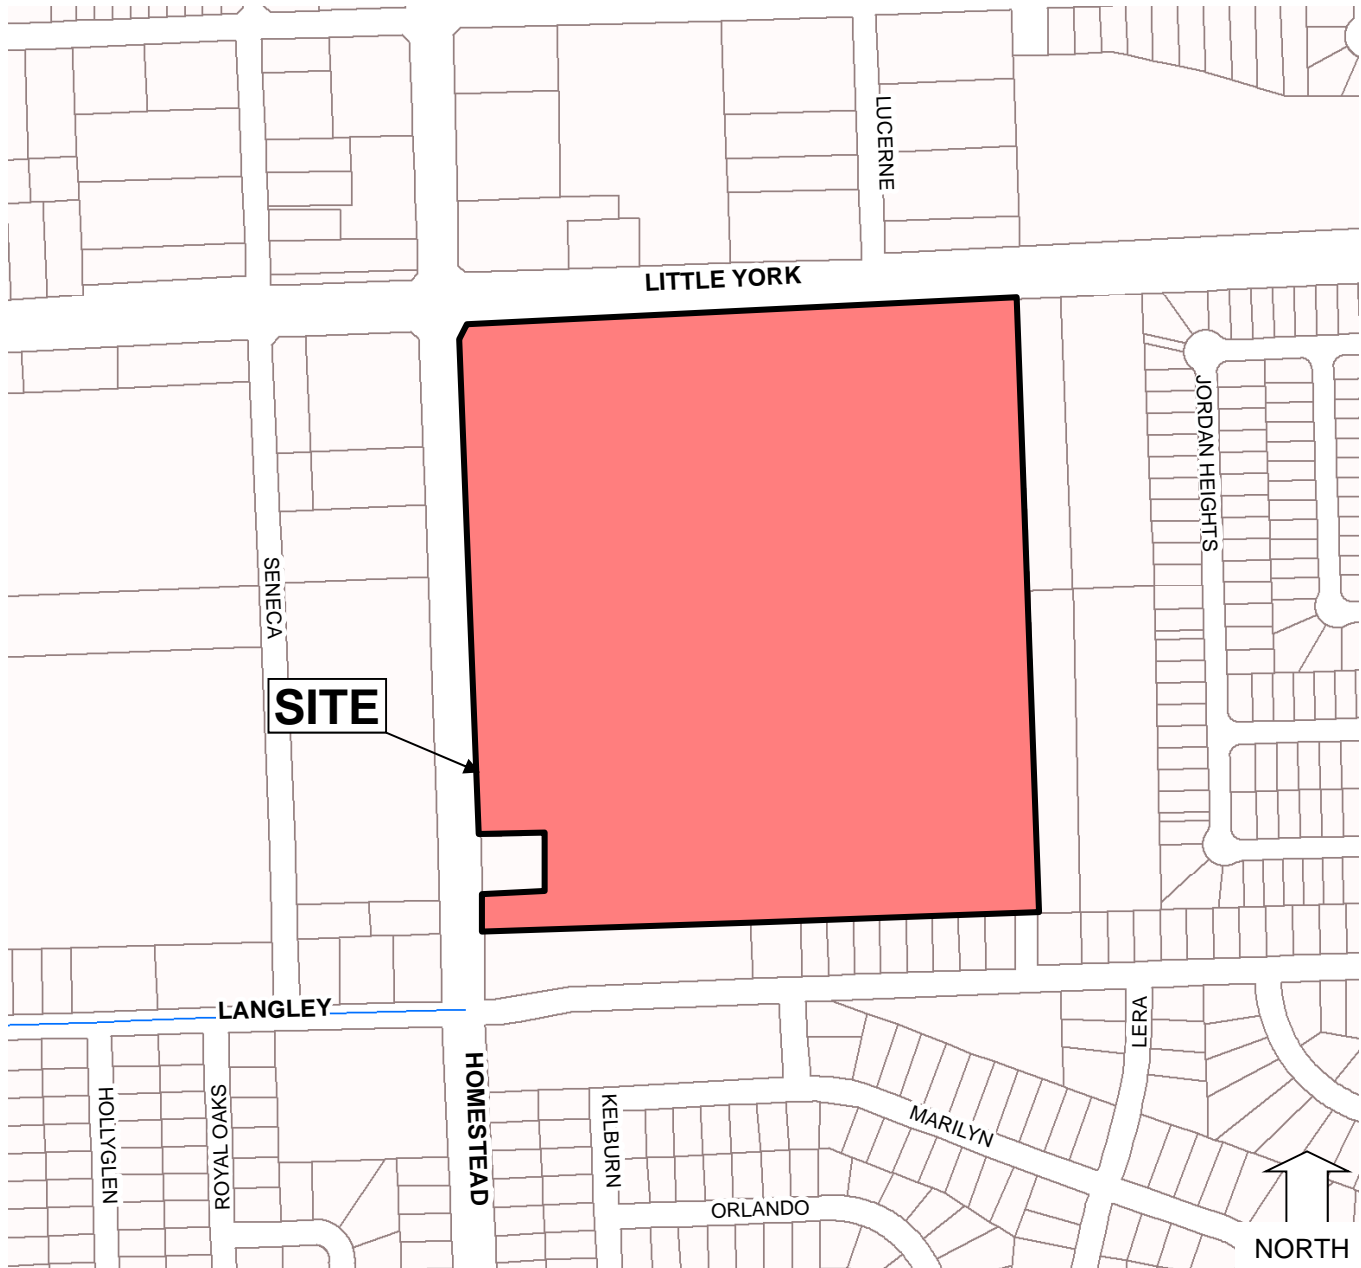 LUCERNE
LITTLE YORK
JORDAN HEIGHTS
SENECA
SITE
LANGLEY
LERA
HOMESTEAD
HOLLYGLEN
ROYAL OAKS
KELBURN
MARILYN
ORLANDO
NORTH